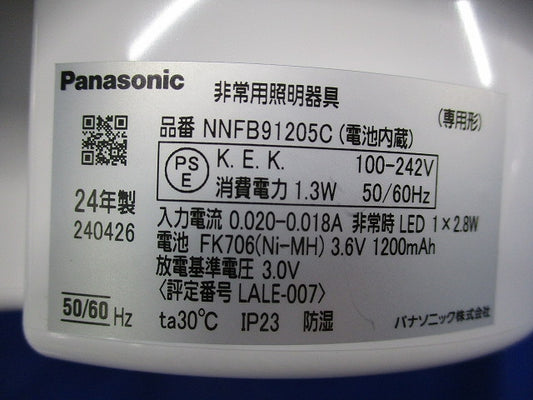 Panasonic 非常用照明器具
(専用形)
品番 NNFB91205C (電池内蔵)
PS E K. E. K. 100-242V
消費電力 1.3W 50/60Hz
24年製
240426
入力電流 0.020-0.018A 非常時 LED 1×2.8W
電池 FK706(Ni-MH) 3.6V 1200mAh
放電基準電圧 3.0V
〈評定番号 LALE-007〉
50/60 Hz ta30℃ IP23 防湿 パナソニック株式会社